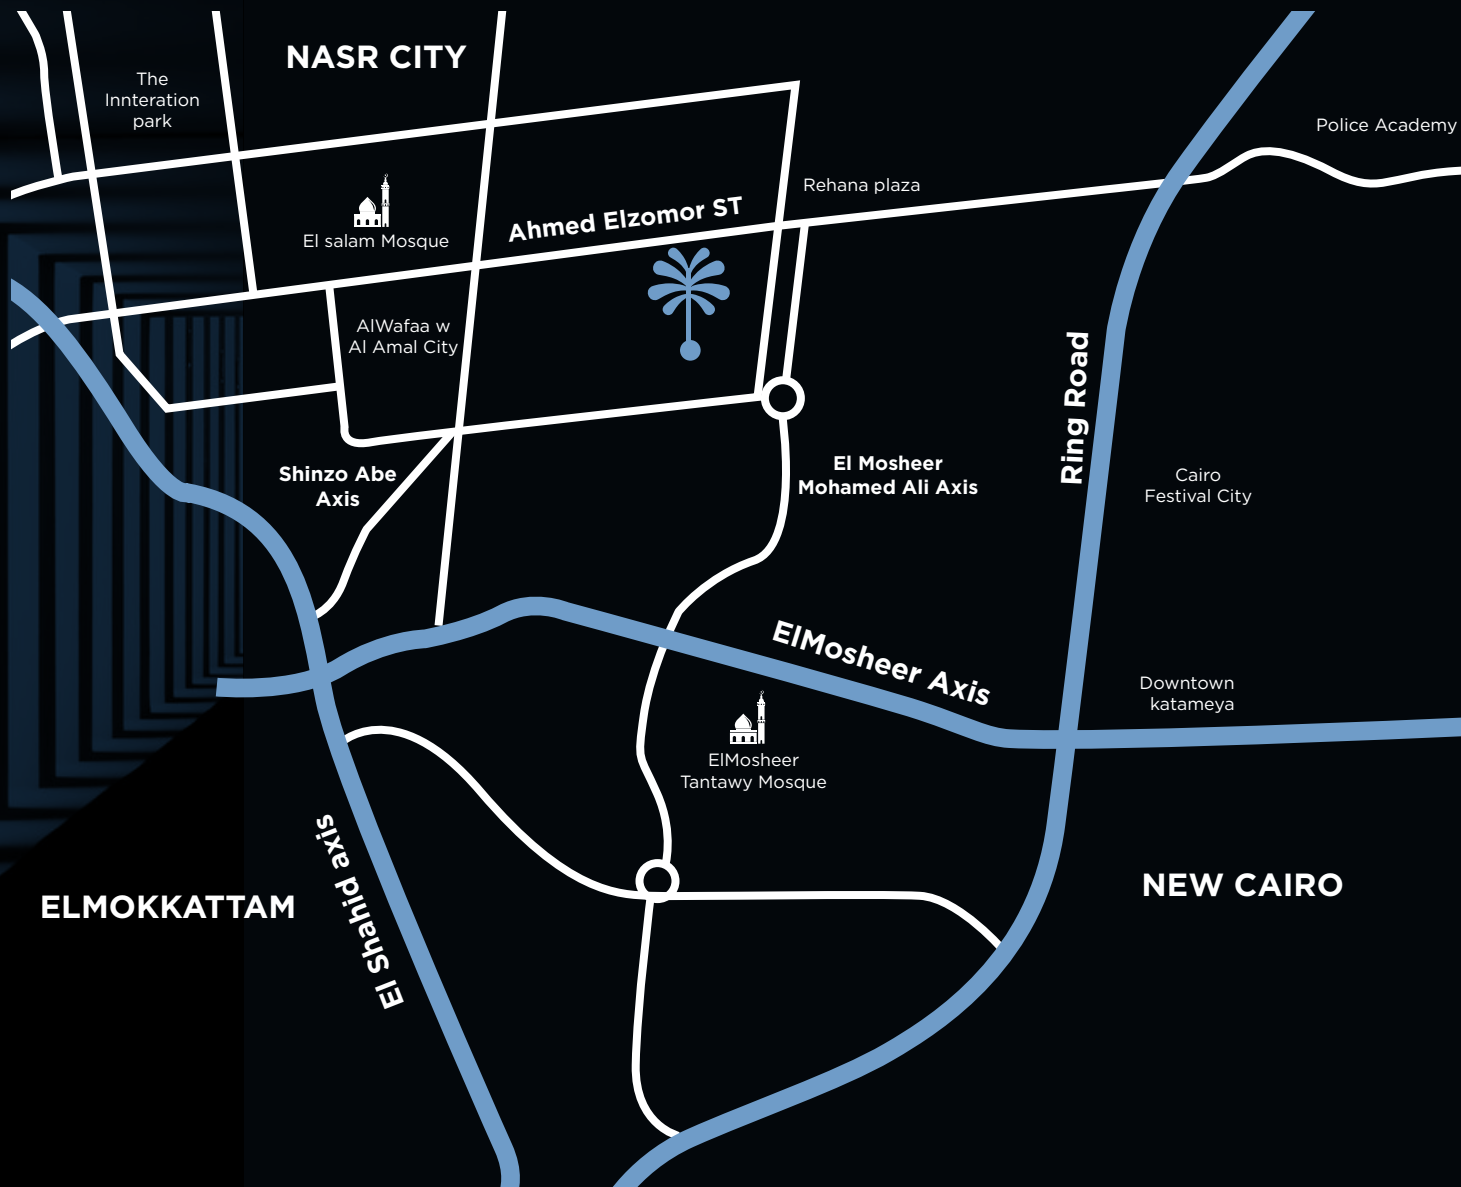 NASR CITY
The
Innteration
park
Police Academy
Rehana plaza
Ahmed Elzomor ST
El salam Mosque
AlWafaa w
Al Amal City
Ring Road
Shinzo Abe
Axis
El Mosheer
Mohamed Ali Axis
Cairo
Festival City
ElMosheer Axis
Downtown
katameya
ElMosheer
Tantawy Mosque
El Shahid axis
ELMOKKATTAM
NEW CAIRO